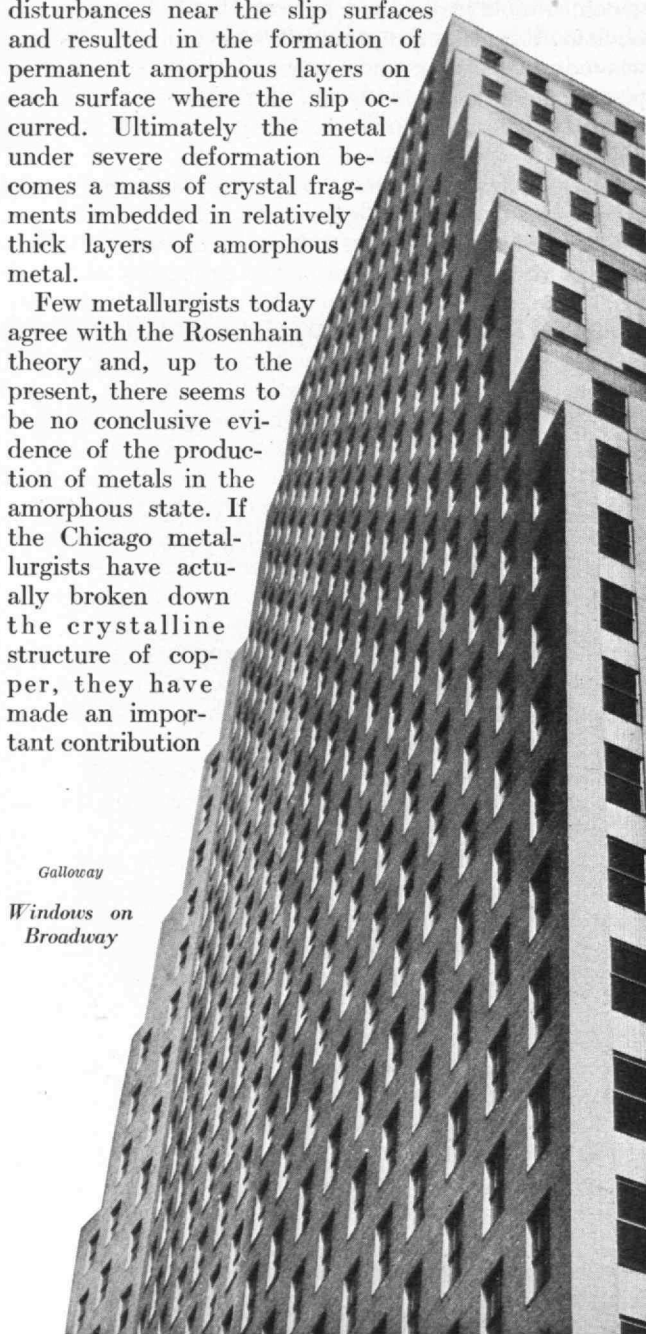 disturbances near the slip surfaces
and resulted in the formation of
permanent amorphous layers on
each surface where the slip oc-
curred. Ultimately the metal
under severe deformation be-
comes a mass of crystal frag-
ments imbedded in relatively
thick layers of amorphous
metal.
Few metallurgists today
agree with the Rosenhain
theory and, up to the
present, there seems to
be no conclusive evi-
dence of the produc-
tion of metals in the
amorphous state. If
the Chicago metal-
lurgists have actu-
ally broken down
the crystalline
structure of cop-
per, they have
made an impor-
tant contribution
Galloway
Windows on
Broadway